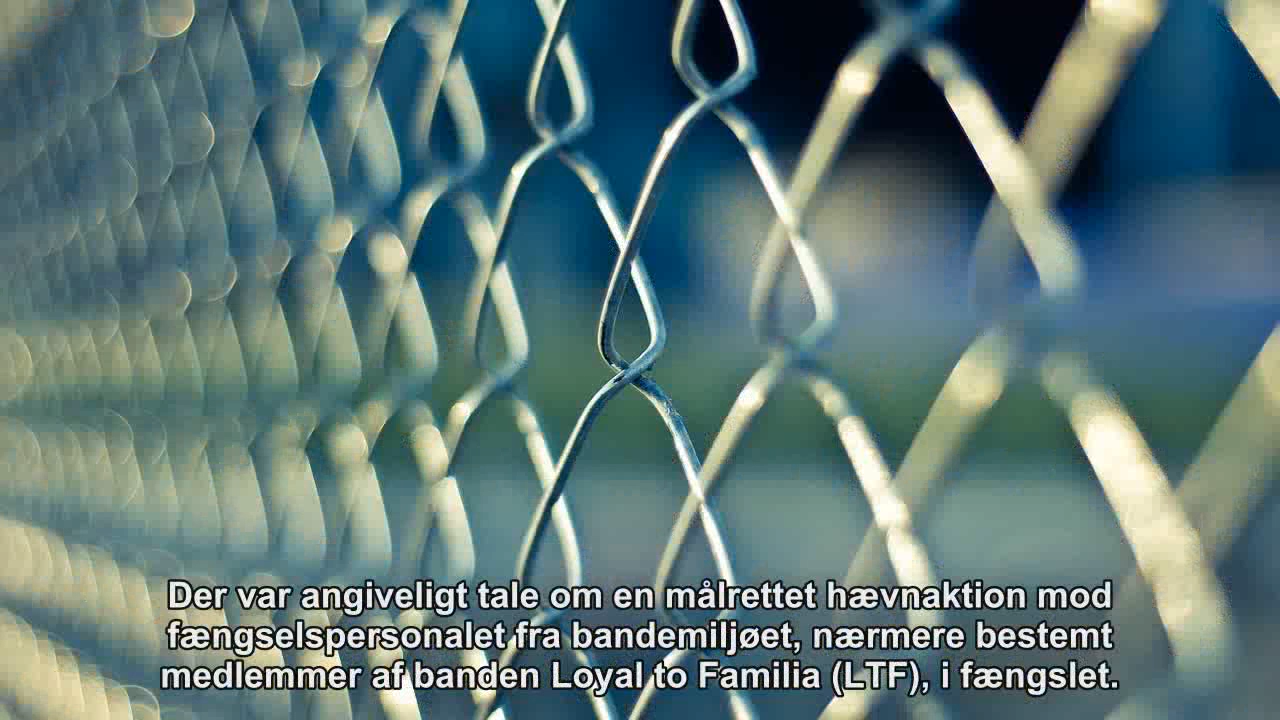 Der var angiveligt tale om en målrettet hævnaktion mod
fængselspersonalet fra bandemiljøet, nærmere bestemt
medlemmer af banden Loyal to Familia (LTF), i fængslet.